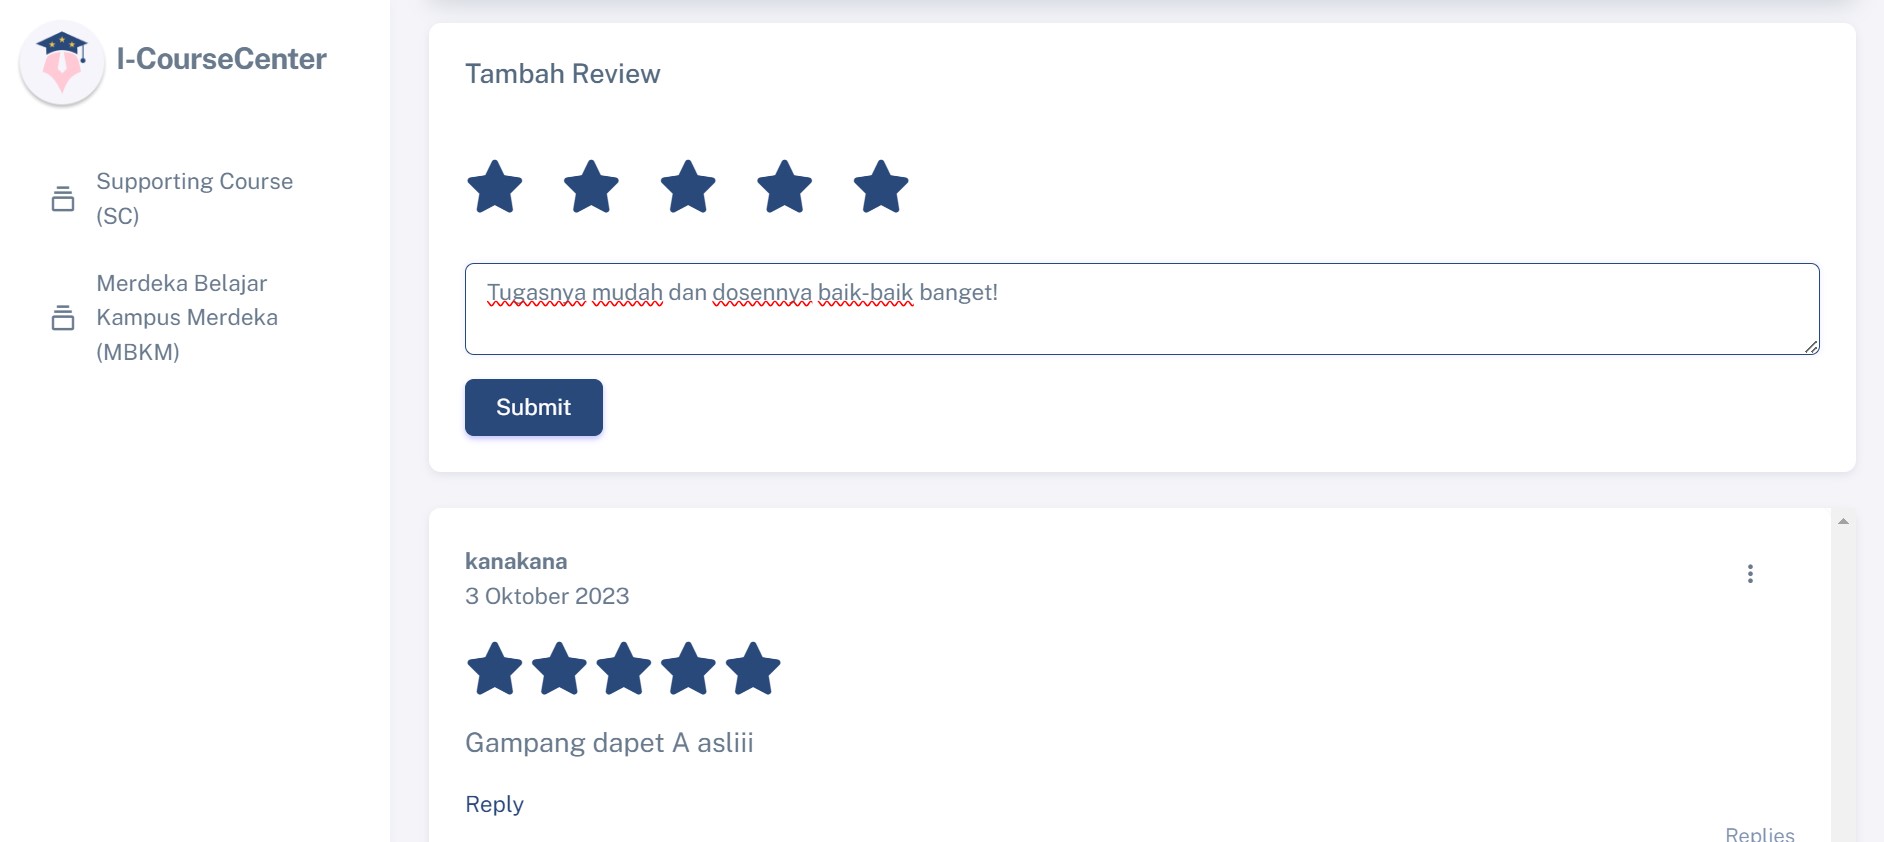 I-CourseCenter
Supporting Course
(SC)
Merdeka Belajar
Kampus Merdeka
(MBKM)
Tambah Review
Tugasnya mudah dan dosennya baik-baik banget!
Submit
kanakana
3 Oktober 2023
Gampang dapet A asliii
Reply
Replies